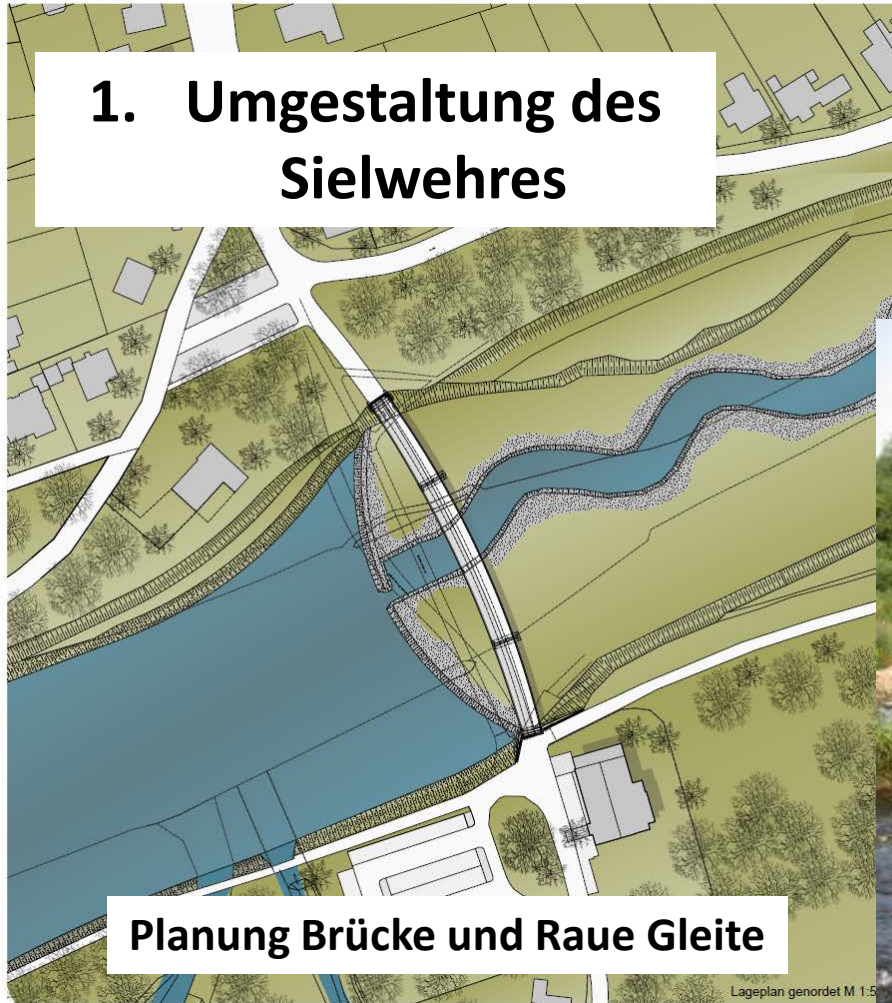 1. Umgestaltung des
Sielwehres
Planung Brücke und Raue Gleite
Lageplan genordet M 1:5